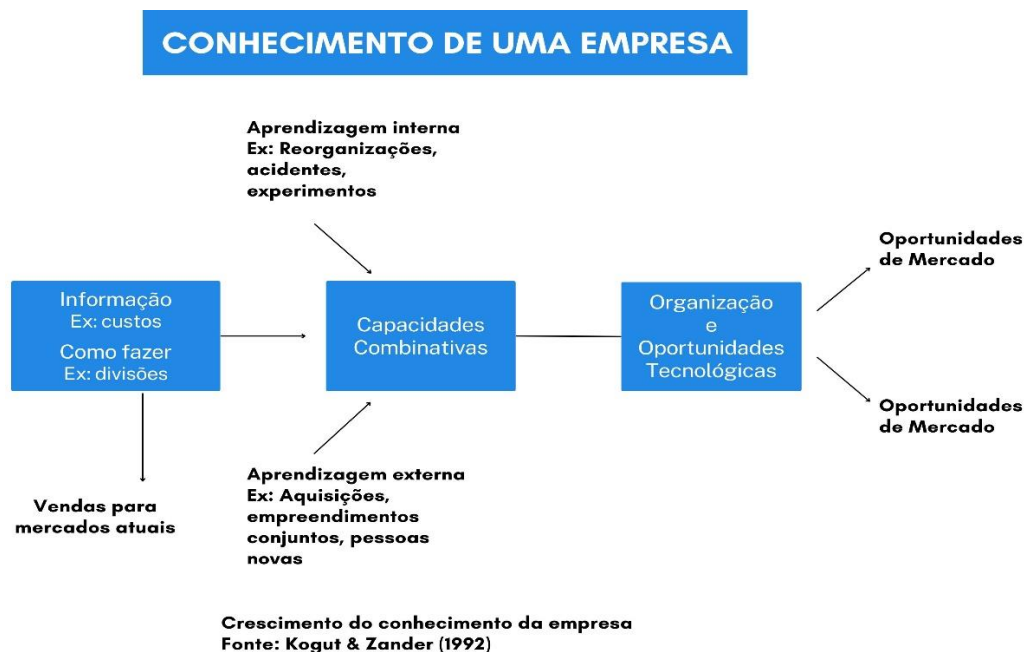 CONHECIMENTO DE UMA EMPRESA
Aprendizagem interna
Ex: Reorganizações,
acidentes,
experimentos
Informação
Ex: custos
Como fazer
Ex: divisões
Capacidades
Combinativas
Organização
e
Oportunidades
Tecnológicas
Oportunidades
de Mercado
Oportunidades
de Mercado
Vendas para
mercados atuais
Aprendizagem externa
Ex: Aquisições,
empreendimentos
conjuntos, pessoas
novas
Crescimento do conhecimento da empresa
Fonte: Kogut & Zander (1992)